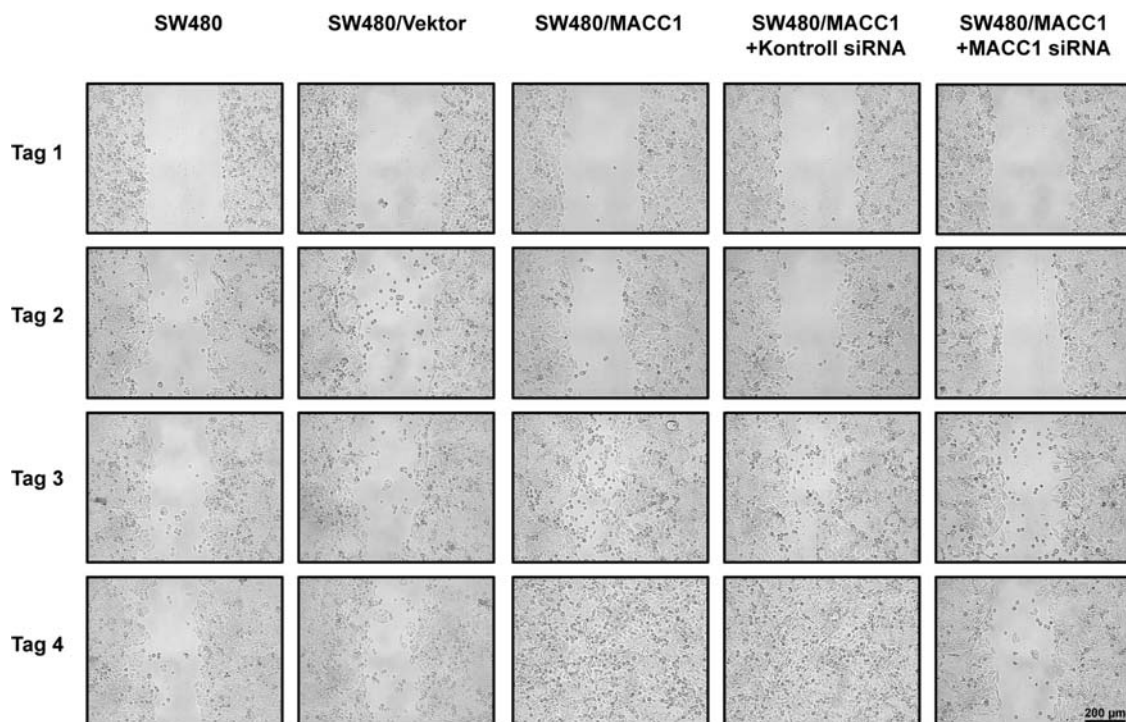 SW480
SW480/Vektor
SW480/MACC1
SW480/MACC1
+Kontroll siRNA
SW480/MACC1
+MACC1 siRNA
Tag 1
Tag 2
Tag 3
Tag 4
200 µm